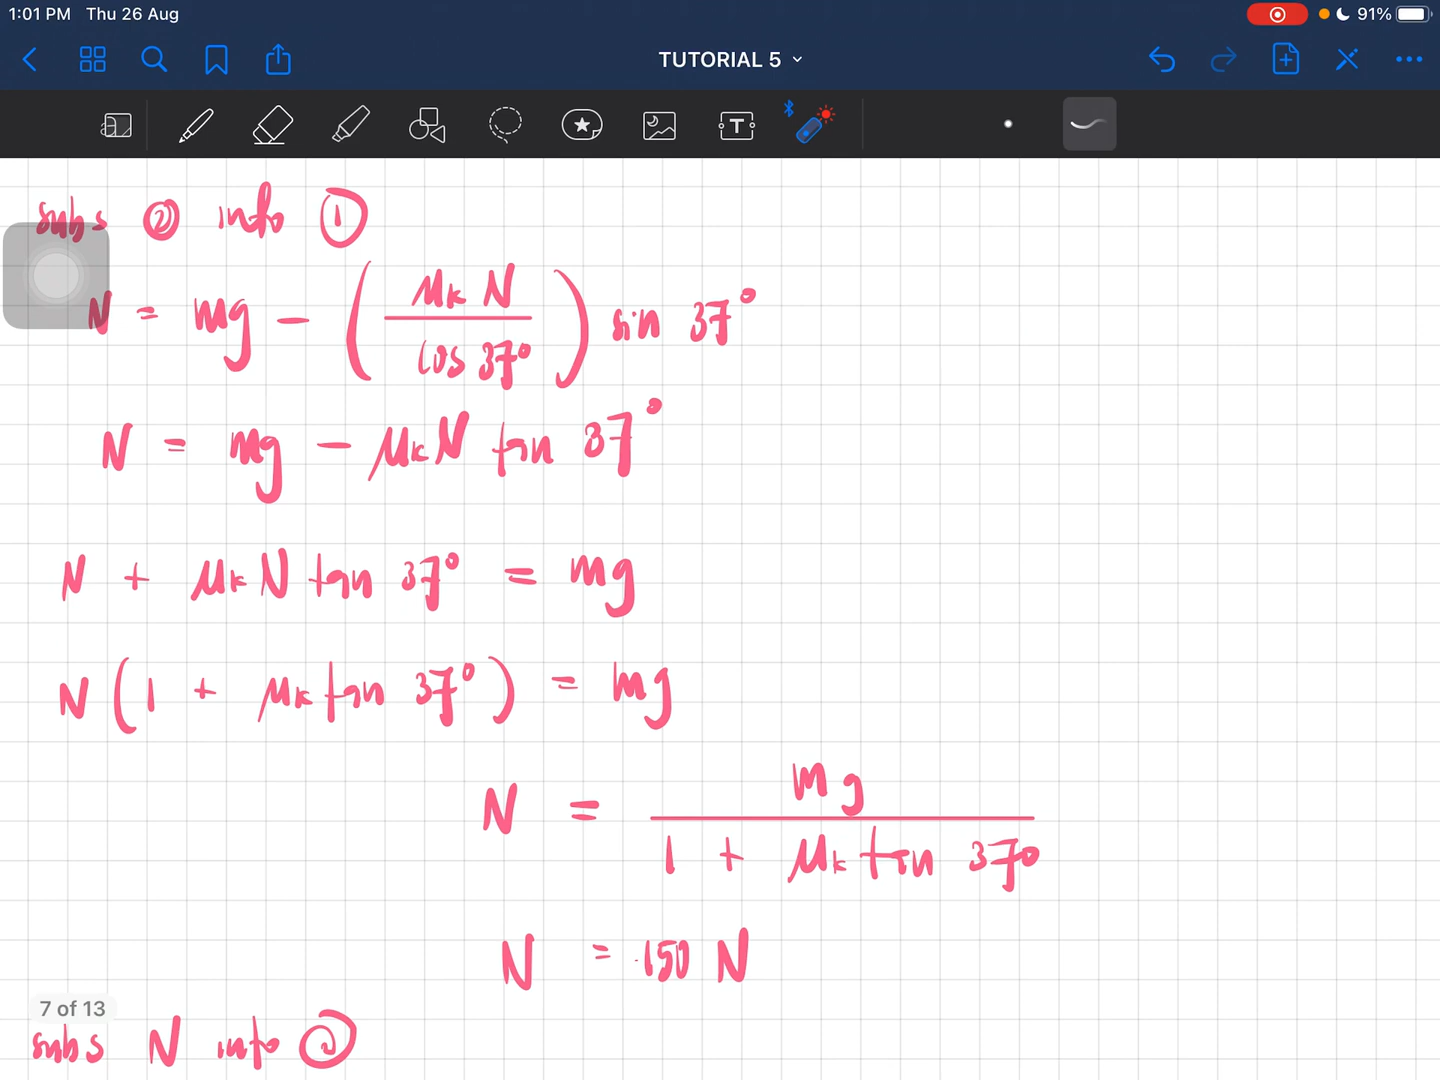 1:01 PM Thu 26 Aug 91%
TUTORIAL 5
subs ② into ①
N = mg - (μk N / cos 37°) sin 37°
N = mg - μk N tan 37°
N + μk N tan 37° = mg
N (1 + μk tan 37°) = mg
N = mg / 1 + μk tan 37°
N = 150 N
7 of 13
subs N into ②